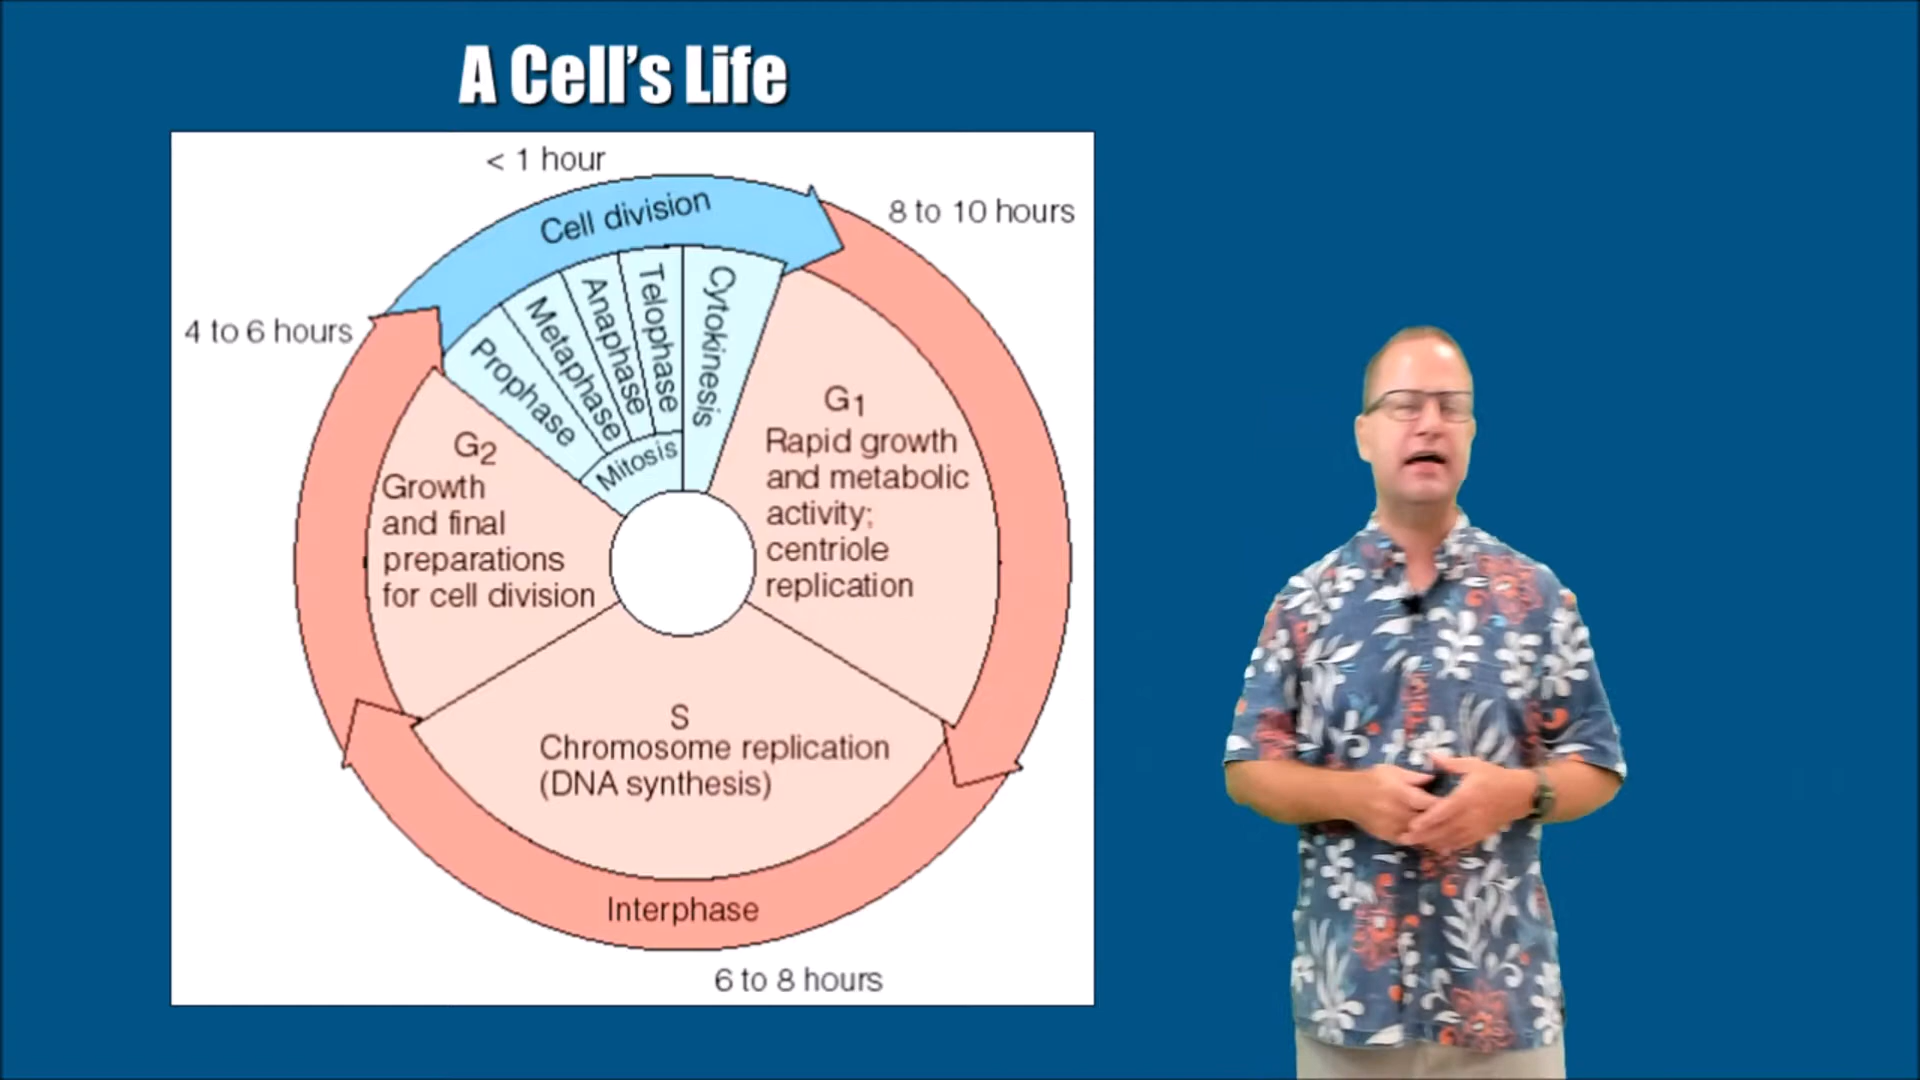 A Cell's Life
< 1 hour
8 to 10 hours
4 to 6 hours
Cell division
Prophase
Metaphase
Anaphase
Telophase
Cytokinesis
Mitosis
G1
Rapid growth
and metabolic
activity;
centriole
replication
G2
Growth
and final
preparations
for cell division
S
Chromosome replication
(DNA synthesis)
Interphase
6 to 8 hours